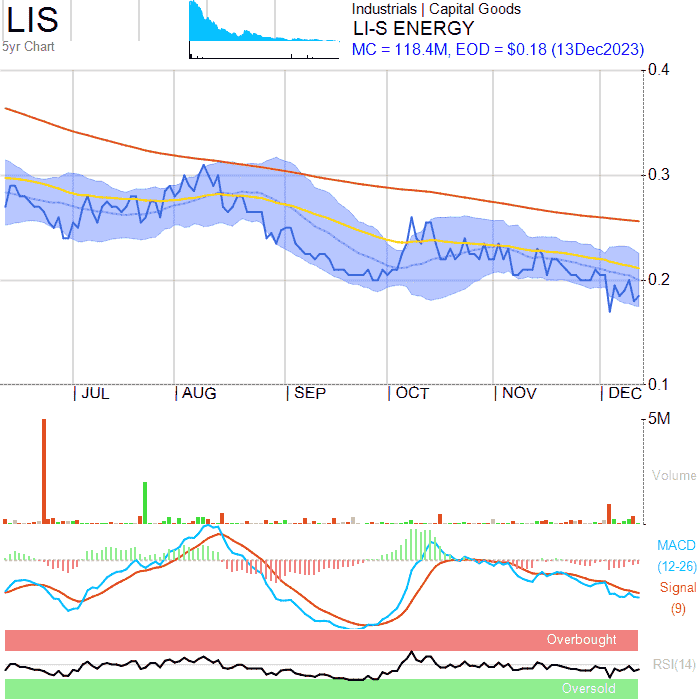 LIS
5yr Chart
Industrials | Capital Goods
LI-S ENERGY
MC = 118.4M, EOD = $0.18 (13Dec2023)
0.4
0.3
0.2
0.1
| JUL | AUG | SEP | OCT | NOV | DEC
5M
Volume
MACD
(12-26)
Signal
(9)
Overbought
RSI(14)
Oversold